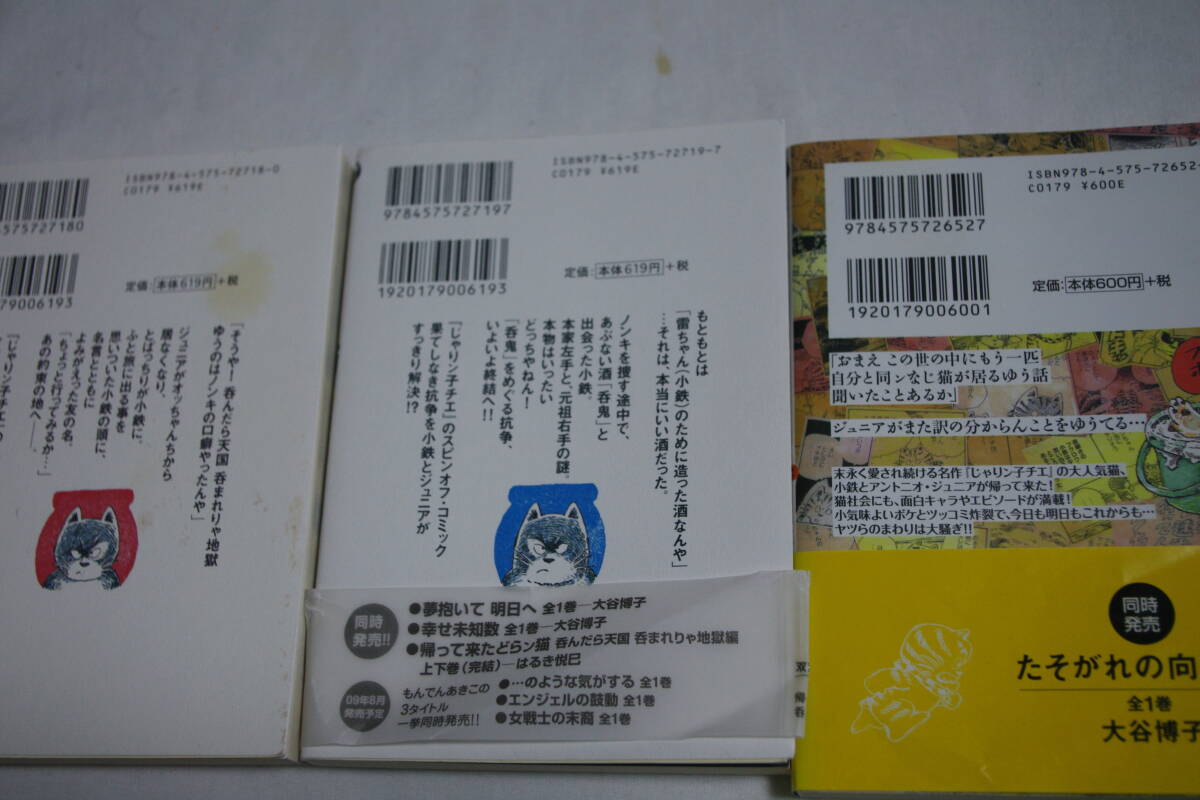 ISBN978-4-575-72718-0
C0179 ¥619E
575727180
定価:本体619円+税
79006193
「そうや!呑んだら天国 呑まれりゃ地獄
ゆうのはノンキの口癖やったんや」
ジュニアがオッちゃんちから
居なくなり、
とばっちりが小鉄に。
ふと旅に出る事を
思いついた小鉄の頭に、
名言とともに
よみがえった友の名。
「ちょっと行ってみるか…」
あの約束の地へ──。
『じゃリン子チエ』の
ISBN978-4-575-72719-7
C0179 ¥619E
9784575727197
定価:本体619円+税
1920179006193
もともとは
「雷ちゃん(小鉄)のために造った酒なんや」
…それは、本当にいい酒だった。
ノンキを捜す途中で、
あぶない酒「呑鬼」と
出会った小鉄。
本家左手と、元祖右手の謎。
本物はいったい
どっちやねん!
「呑鬼」をめぐる抗争、
いよいよ終結へ!!
『じゃりン子チエ』のスピンオフ・コミック
果てしなき抗争を小鉄とジュニアが
すっきり解決!?
同時
発売!!
●夢抱いて 明日へ 全1巻─大谷博子
●幸せ未知数 全1巻─大谷博子
●帰って来たどらン猫 呑んだら天国 呑まれりゃ地獄編
上下巻(完結)─はるき悦巳
09年8月
発売予定
もんでんあきこの
3タイトル
一挙同時発売!!
●…のような気がする 全1巻
●エンジェルの鼓動 全1巻
●女戦士の末裔 全1巻
ISBN978-4-575-72652-
C0179 ¥600E
9784575726527
定価:本体600円+税
1920179006001
「おまえ この世の中にもう一匹
自分と同ンなじ猫が居るゆう話
聞いたことあるか」
ジュニアがまた訳の分からんことをゆうてる…
末永く愛され続ける名作『じゃりン子チエ』の大人気猫、
小鉄とアントニオ・ジュニアが帰って来た!
猫社会にも、面白キャラやエピソードが満載!
小気味よいボケとツッコミ炸裂で、今日も明日もこれからも…
ヤツらのまわりは大騒ぎ!!
同時
発売
たそがれの向
全1巻
大谷博子